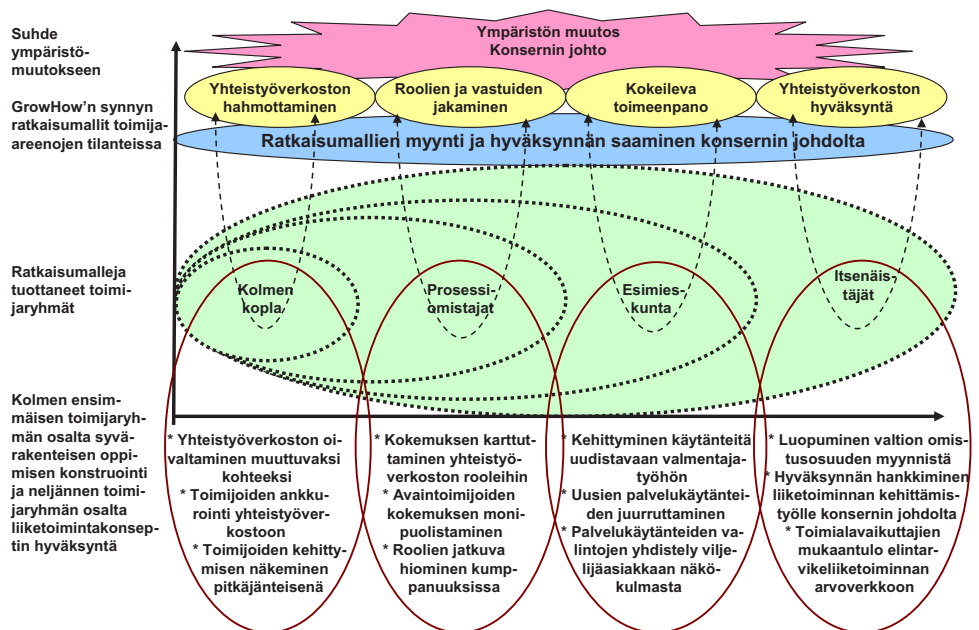 Suhde
ympäristö-
muutokseen
GrowHow'n synnyn
ratkaisumallit toimija-
areenojen tilanteissa
Ratkaisumalleja
tuottaneet toimi-
jaryhmät
Kolmen ensim-
mäisen toimijaryh-
män osalta syvä-
rakenteisen oppi-
misen konstruointi
ja neljännen toimi-
jaryhmän osalta
liiketoimintakonsep-
tin hyväksyntä
Ympäristön muutos
Konsernin johto
Yhteistyöverkoston
hahmottaminen
Roolien ja vastuiden
jakaminen
Kokeileva
toimeenpano
Yhteistyöverkoston
hyväksyntä
Ratkaisumallien myynti ja hyväksynnän saaminen konsernin johdolta
Kolmen
kopla
Prosessi-
omistajat
Esimies-
kunta
Itsenäis-
täjät
* Yhteistyöverkoston oi-
valtaminen muuttuvaksi
kohteeksi
* Toimijoiden ankku-
rointi yhteistyöver-
kostoon
* Toimijoiden kehitty-
misen näkeminen
pitkäjänteisenä
* Kokemuksen karttut-
taminen yhteistyö-
verkoston rooleihin
* Avaintoimijoiden
kokemuksen moni-
puolistaminen
* Roolien jatkuva
hiominen kump-
panuuksissa
* Kehittyminen käytänteitä
uudistavaan valmentaja-
työhön
* Uusien palvelukäytäntei-
den juurruttaminen
* Palvelukäytänteiden va-
lintojen yhdistely vilje-
lijäasiakkaan näkö-
kulmasta
* Luopuminen valtion omis-
tusosuuden myynnistä
* Hyväksynnän hankkiminen
liiketoiminnan kehittämis-
työlle konsernin johdolta
* Toimialavaikuttajien
mukaantulo elintar-
vikeliiketoiminnan
arvoverkkoon